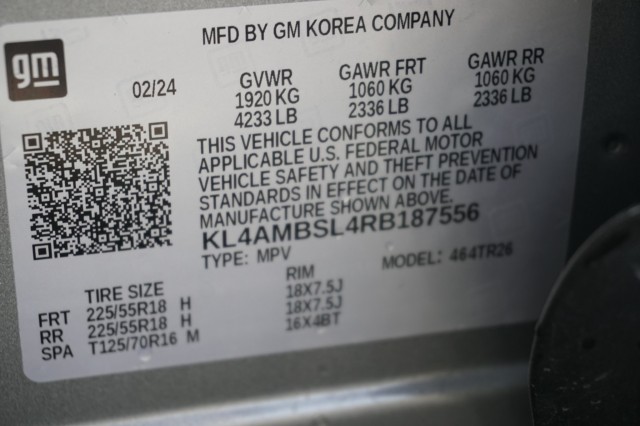 MFD BY GM KOREA COMPANY
gm
02/24
GVWR GAWR FRT GAWR RR
1920 KG 1060 KG 1060 KG
4233 LB 2336 LB 2336 LB
THIS VEHICLE CONFORMS TO ALL
APPLICABLE U.S. FEDERAL MOTOR
VEHICLE SAFETY AND THEFT PREVENTION
STANDARDS IN EFFECT ON THE DATE OF
MANUFACTURE SHOWN ABOVE.
KL4AMBSL4RB187556
TYPE: MPV MODEL: 464TR26
TIRE SIZE RIM
FRT 225/55R18 H 18X7.5J
RR 225/55R18 H 18X7.5J
SPA T125/70R16 M 16X4BT